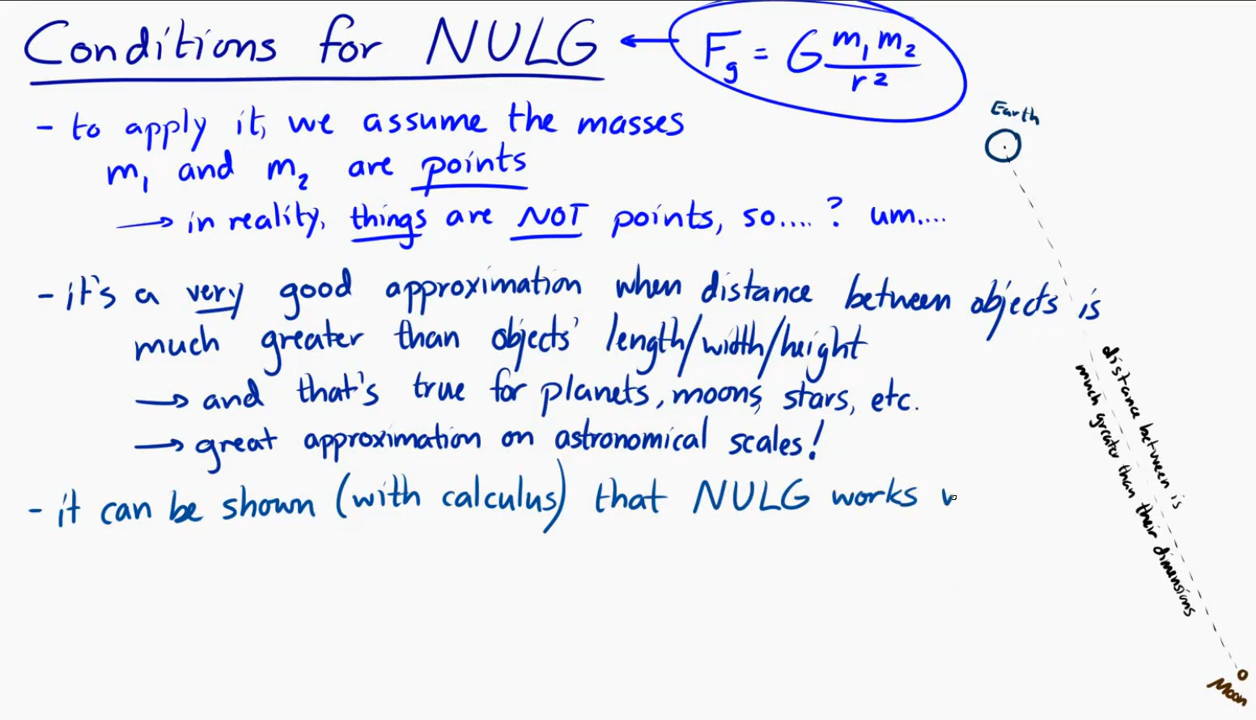 Conditions for NULG ← F_g = G m₁m₂/r²
- to apply it, we assume the masses
m₁ and m₂ are points
→ in reality, things are NOT points, so.... ? um....
- it's a very good approximation when distance between objects is
much greater than objects' length/width/height
→ and that's true for planets, moons, stars, etc.
→ great approximation on astronomical scales!
- it can be shown (with calculus) that NULG works
Earth
distance between is
much greater than their dimensions
Moon